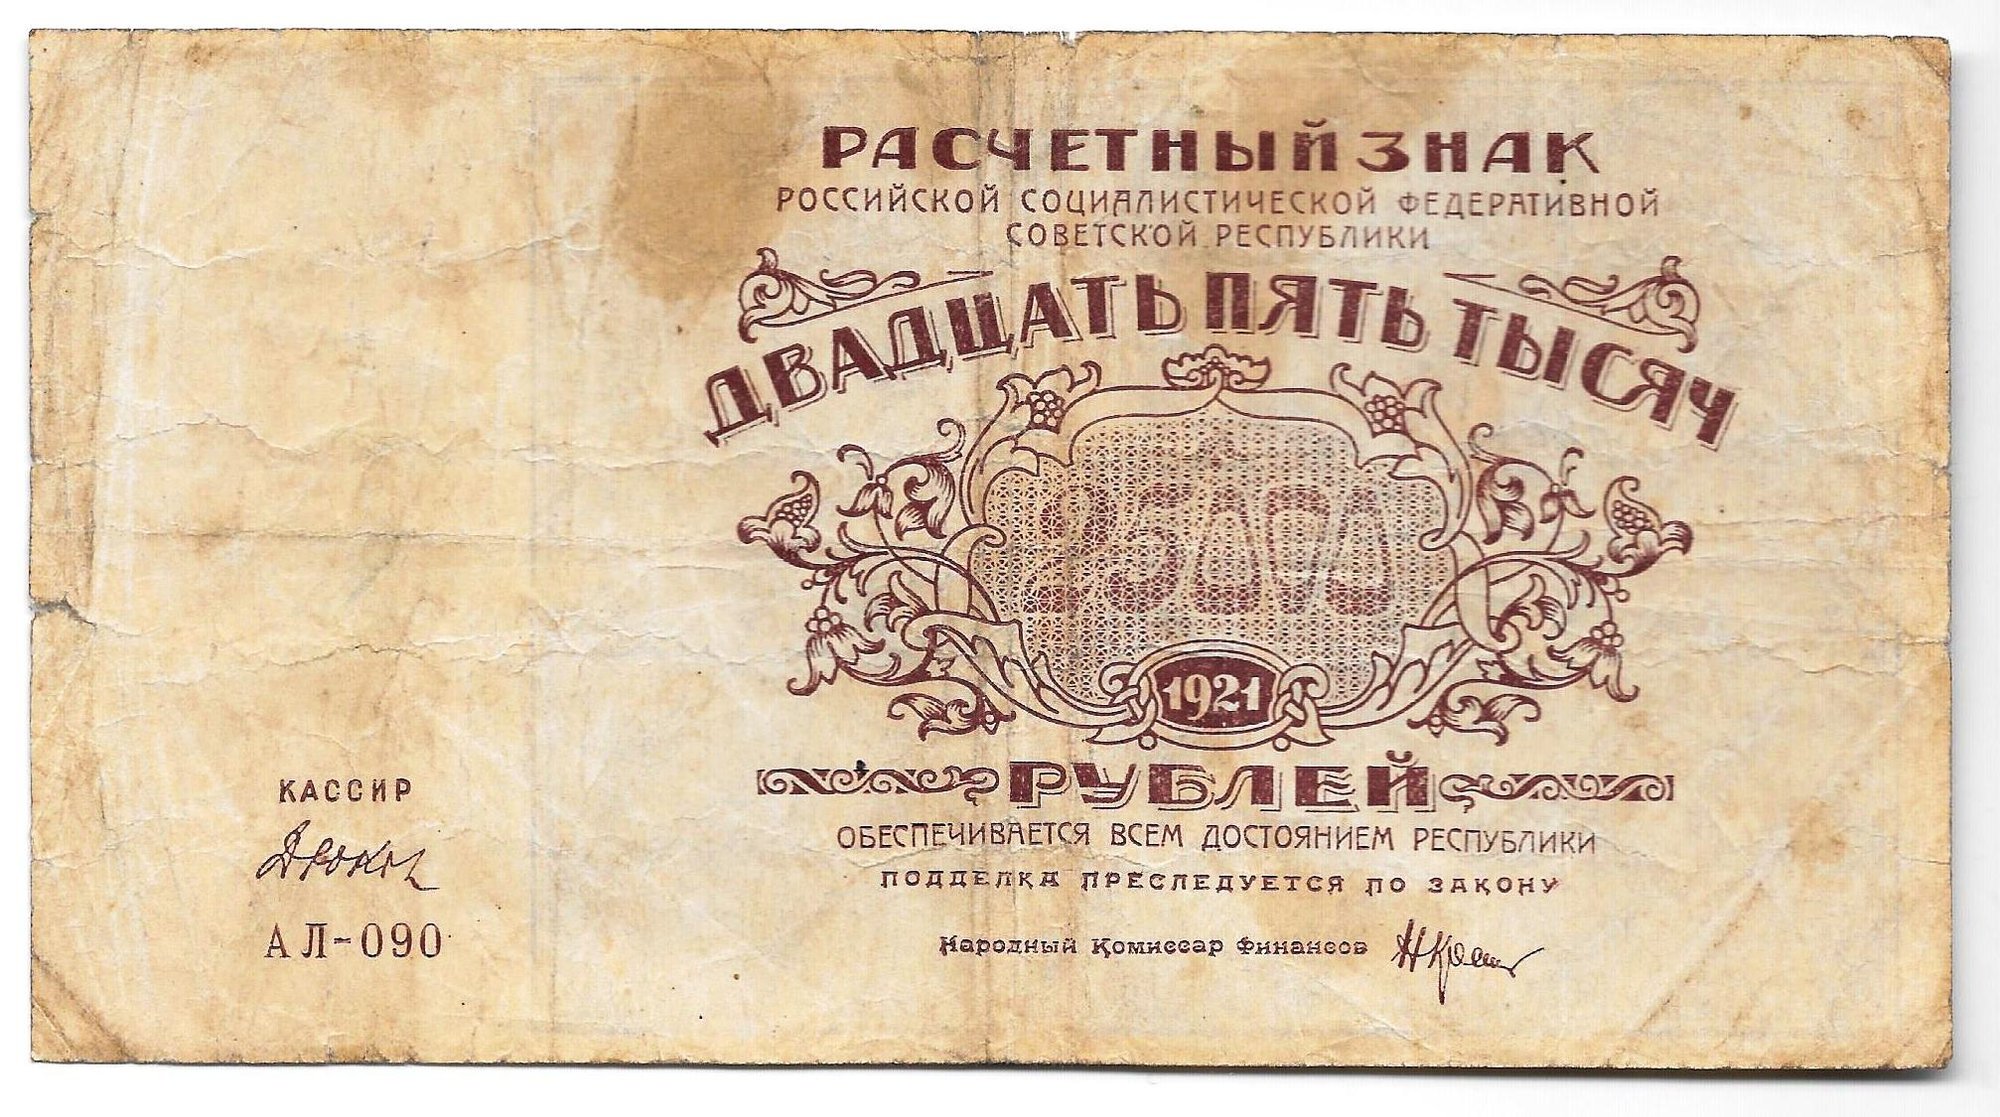 РАСЧЕТНЫЙ ЗНАК
РОССИЙСКОЙ СОЦИАЛИСТИЧЕСКОЙ ФЕДЕРАТИВНОЙ
СОВЕТСКОЙ РЕСПУБЛИКИ
ДВАДЦАТЬ ПЯТЬ ТЫСЯЧ
25000
1921
РУБЛЕЙ
ОБЕСПЕЧИВАЕТСЯ ВСЕМ ДОСТОЯНИЕМ РЕСПУБЛИКИ
ПОДДЕЛКА ПРЕСЛЕДУЕТСЯ ПО ЗАКОНУ
Народный Комиссар Финансов
КАССИР
АЛ-090